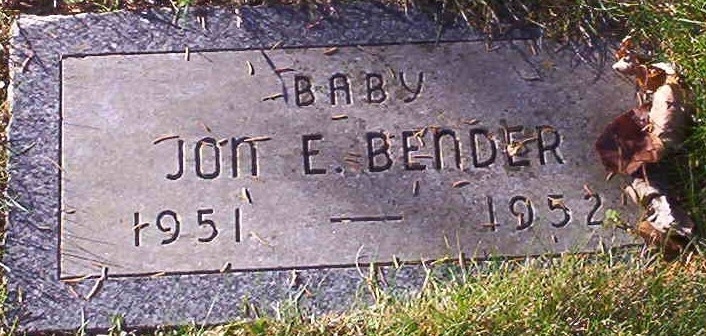 BABY
JON E. BENDER
1951 — 1952